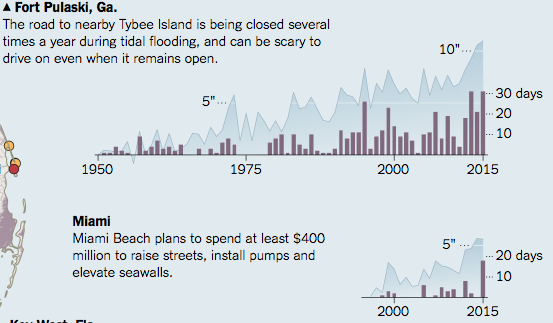 ▲ Fort Pulaski, Ga.
The road to nearby Tybee Island is being closed several
times a year during tidal flooding, and can be scary to
drive on even when it remains open.
10"
5"
30 days
20
10
1950 1975 2000 2015
Miami
Miami Beach plans to spend at least $400
million to raise streets, install pumps and
elevate seawalls.
5"
20 days
10
2000 2015